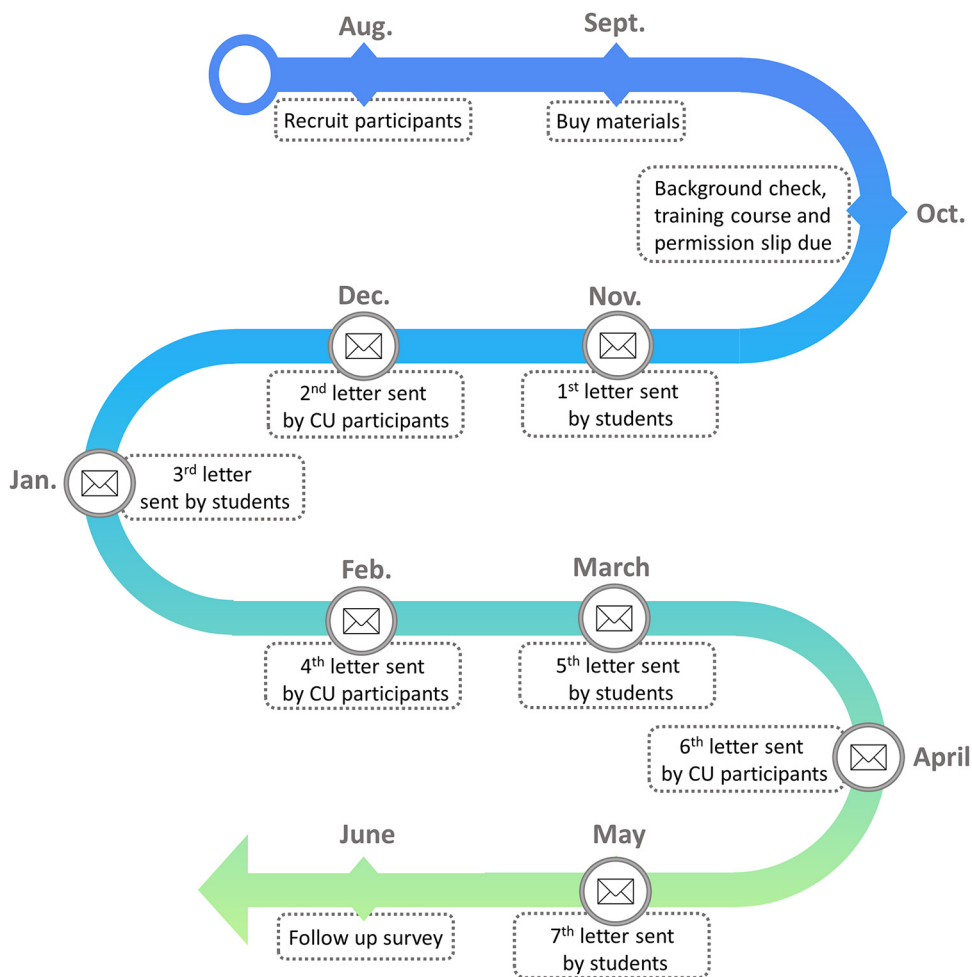 Aug.
Recruit participants
Sept.
Buy materials
Oct.
Background check,
training course and
permission slip due
Nov.
1st letter sent
by students
Dec.
2nd letter sent
by CU participants
Jan.
3rd letter
sent by students
Feb.
4th letter sent
by CU participants
March
5th letter sent
by students
April
6th letter sent
by CU participants
May
7th letter sent
by students
June
Follow up survey